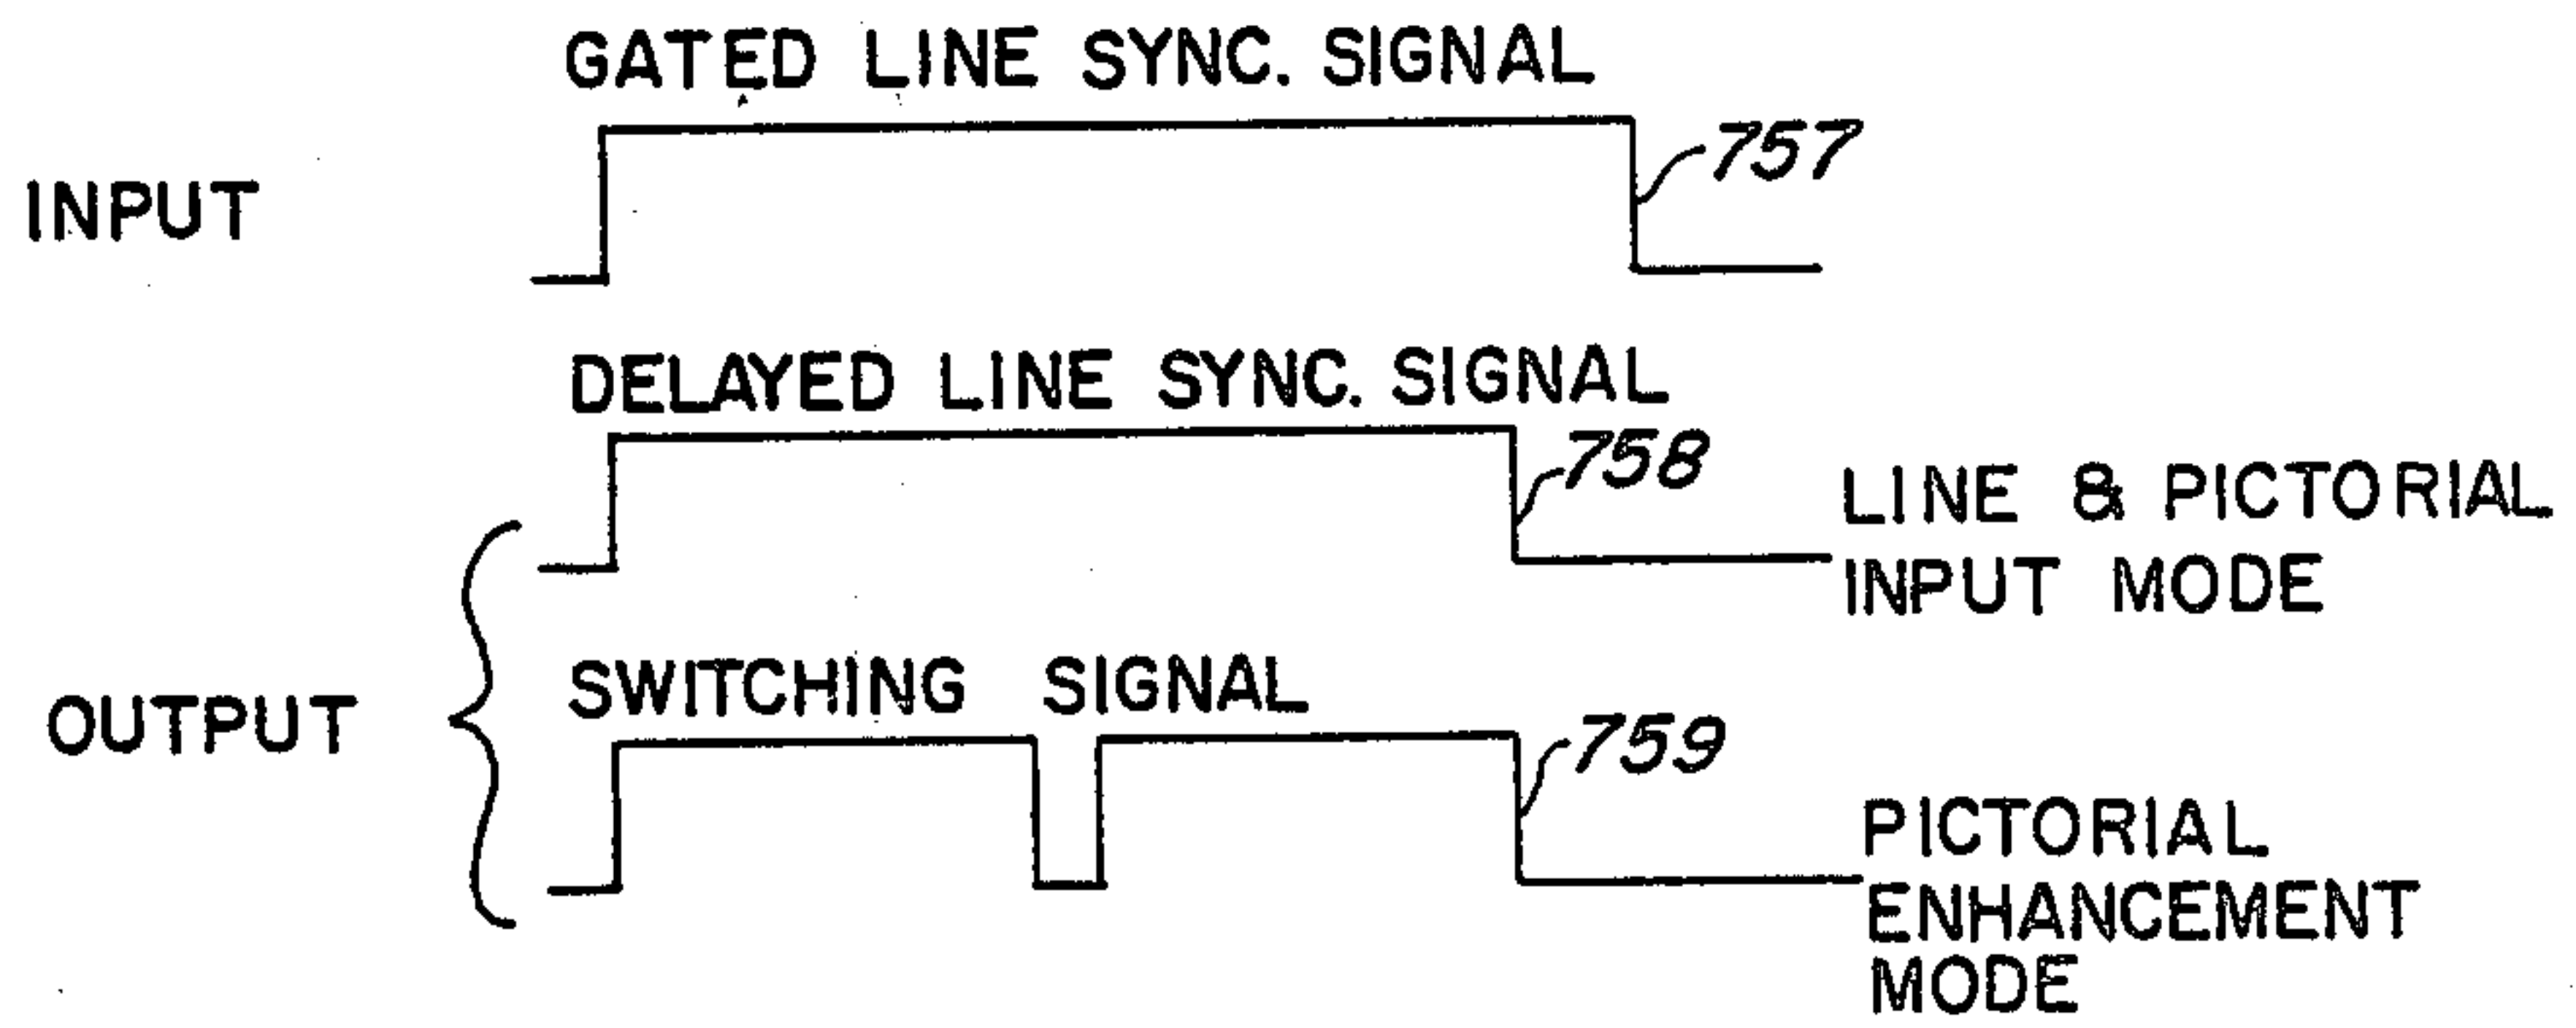 GATED LINE SYNC. SIGNAL
INPUT
757
DELAYED LINE SYNC. SIGNAL
758
LINE & PICTORIAL
INPUT MODE
OUTPUT
SWITCHING SIGNAL
759
PICTORIAL
ENHANCEMENT
MODE